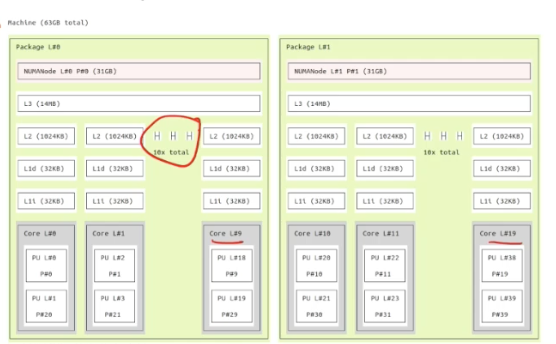 Machine (63GB total)
Package L#0
NUMANode L#0 P#0 (31GB)
L3 (14MB)
L2 (1024KB) L2 (1024KB) L2 (1024KB)
10x total
L1d (32KB) L1d (32KB) L1d (32KB)
L1i (32KB) L1i (32KB) L1i (32KB)
Core L#0 Core L#1 Core L#9
PU L#0 PU L#2 PU L#18
P#0 P#1 P#9
PU L#1 PU L#3 PU L#19
P#20 P#21 P#29
Package L#1
NUMANode L#1 P#1 (31GB)
L3 (14MB)
L2 (1024KB) L2 (1024KB) L2 (1024KB)
10x total
L1d (32KB) L1d (32KB) L1d (32KB)
L1i (32KB) L1i (32KB) L1i (32KB)
Core L#10 Core L#11 Core L#19
PU L#20 PU L#22 PU L#38
P#10 P#11 P#19
PU L#21 PU L#23 PU L#39
P#30 P#31 P#39